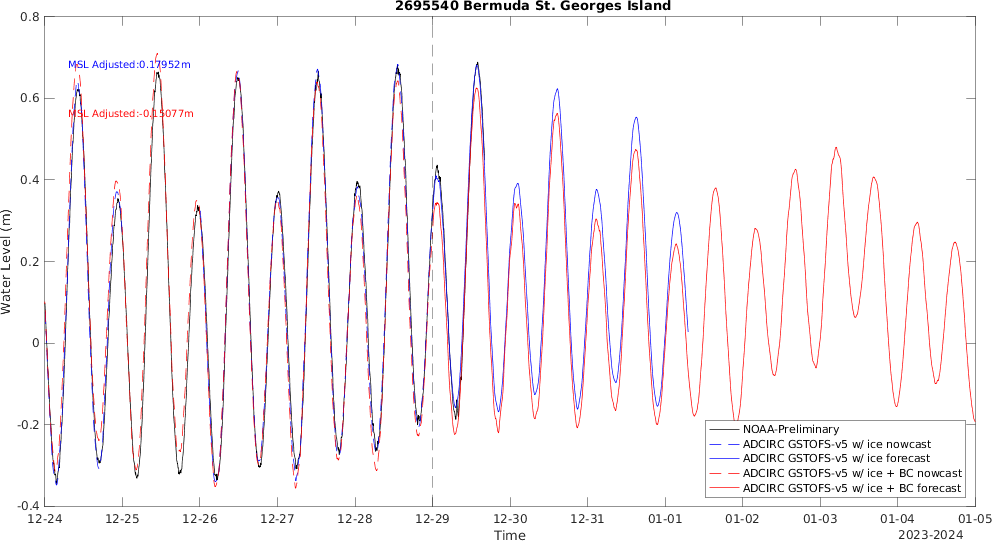 2695540 Bermuda St. Georges Island
0.8
0.6
0.4
0.2
0
-0.2
-0.4
Water Level (m)
MSL Adjusted:0.17952m
MSL Adjusted:-0.15077m
NOAA-Preliminary
ADCIRC GSTOFS-v5 w/ ice nowcast
ADCIRC GSTOFS-v5 w/ ice forecast
ADCIRC GSTOFS-v5 w/ ice + BC nowcast
ADCIRC GSTOFS-v5 w/ ice + BC forecast
12-24 12-25 12-26 12-27 12-28 12-29 12-30 12-31 01-01 01-02 01-03 01-04 01-05
Time
2023-2024